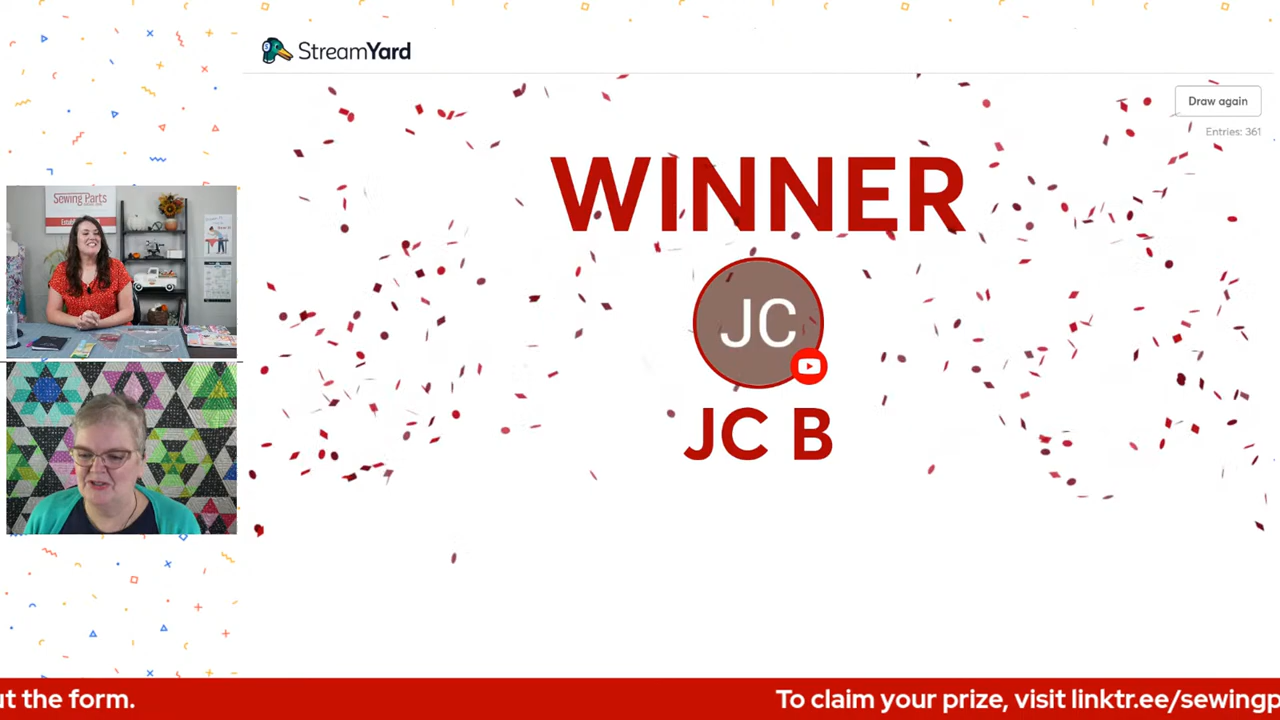 StreamYard
Draw again
Entries: 361
WINNER
JC
JC B
Sewing Parts
ut the form.
To claim your prize, visit linktr.ee/sewingp